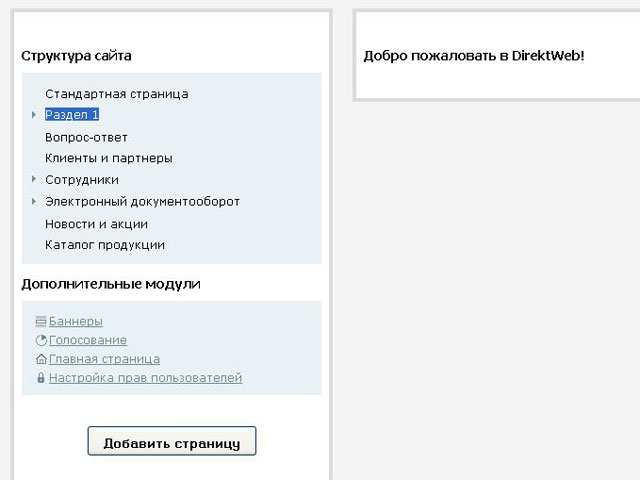 Структура сайта
Стандартная страница
Раздел 1
Вопрос-ответ
Клиенты и партнеры
Сотрудники
Электронный документооборот
Новости и акции
Каталог продукции
Дополнительные модули
Баннеры
Голосование
Главная страница
Настройка прав пользователей
Добавить страницу
Добро пожаловать в DirektWeb!